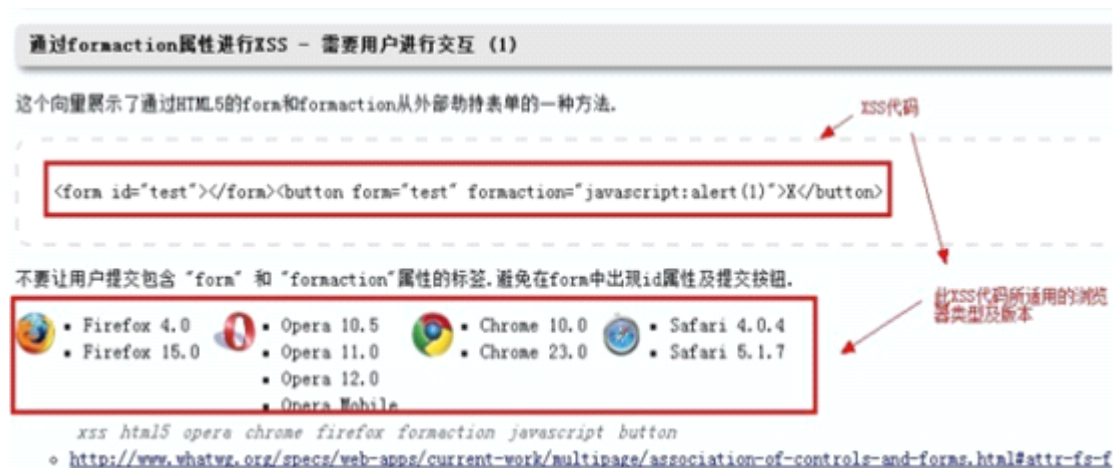 通过formaction属性进行XSS - 需要用户进行交互 (1)
这个向量展示了通过HTML5的form和formaction从外部劫持表单的一种方法.
XSS代码
<form id="test"></form><button form="test" formaction="javascript:alert(1)">X</button>
不要让用户提交包含 "form" 和 "formaction"属性的标签.避免在form中出现id属性及提交按钮.
此XSS代码所适用的浏览器类型及版本
▪ Firefox 4.0
▪ Firefox 15.0
▪ Opera 10.5
▪ Opera 11.0
▪ Opera 12.0
▪ Opera Mobile
▪ Chrome 10.0
▪ Chrome 23.0
▪ Safari 4.0.4
▪ Safari 5.1.7
xss html5 opera chrome firefox formaction javascript button
http://www.whatwg.org/specs/web-apps/current-work/multipage/association-of-controls-and-forms.html#attr-fs-f